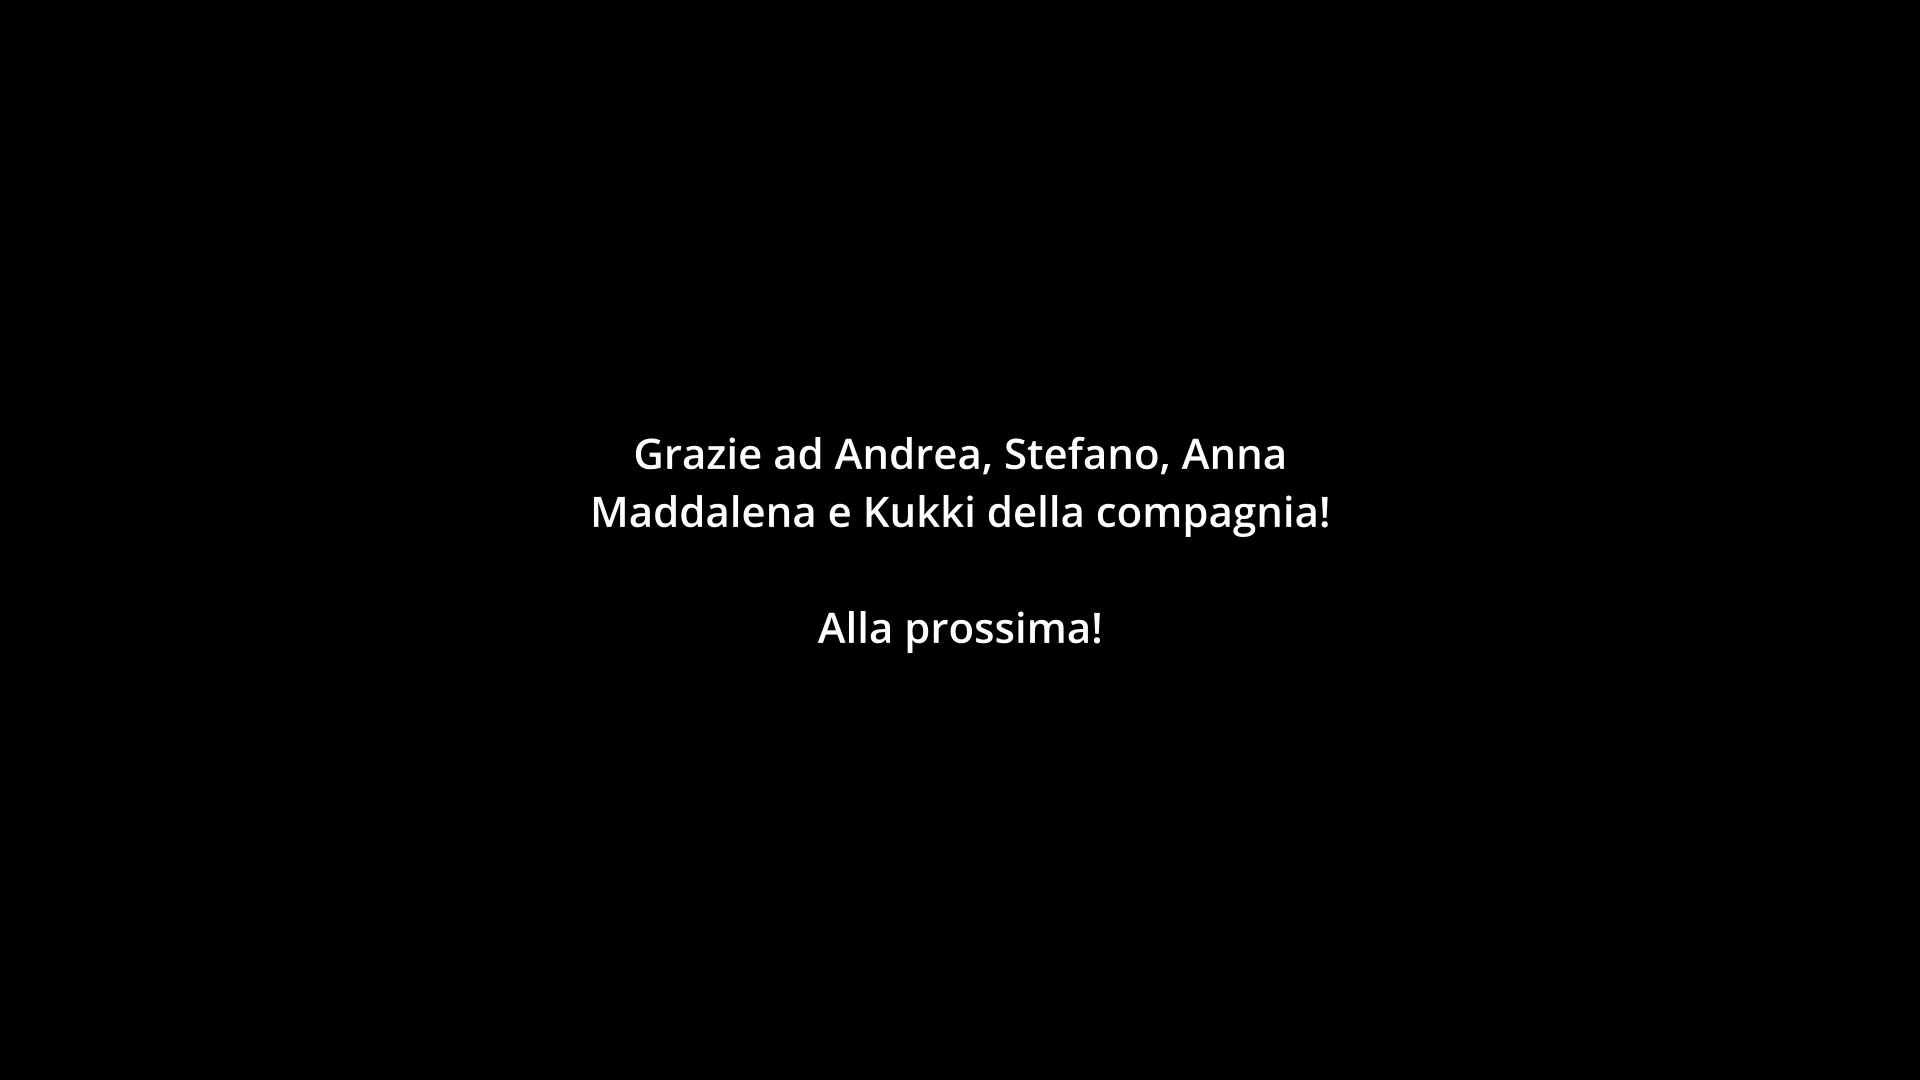 Grazie ad Andrea, Stefano, Anna
Maddalena e Kukki della compagnia!
Alla prossima!